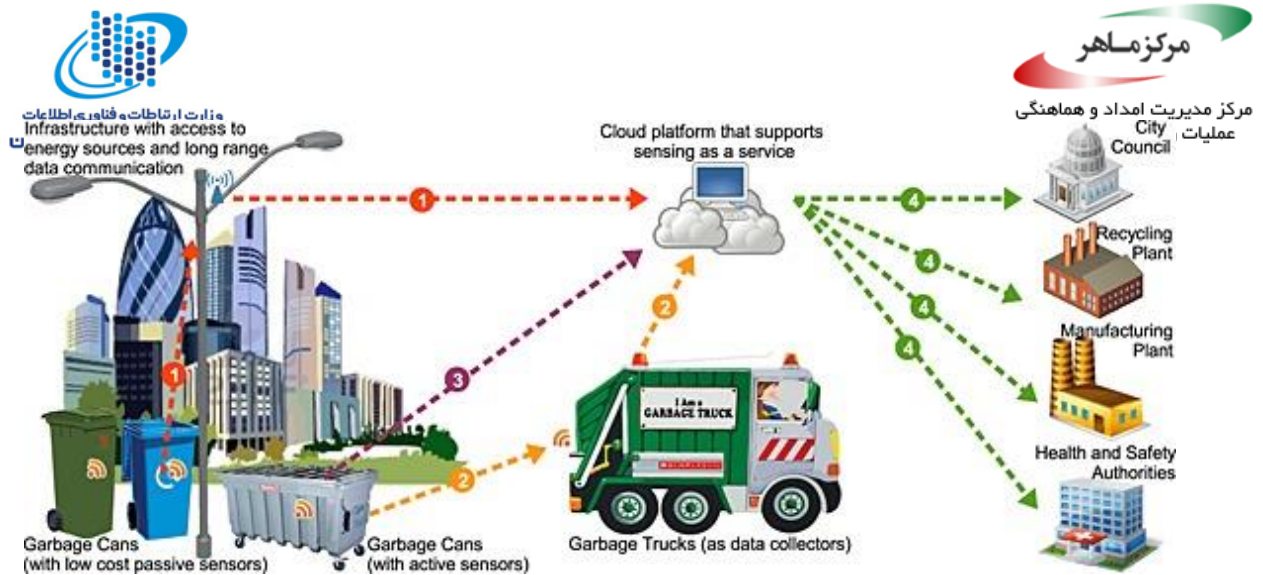 وزارت ارتباطات و فناوری اطلاعات
مرکز ماهر
مرکز مدیریت امداد و هماهنگی
عملیات
Infrastructure with access to
energy sources and long range
data communication
Cloud platform that supports
sensing as a service
City
Council
1
4
Recycling
Plant
4
2
4
Manufacturing
Plant
1
3
4
I Am a
GARBAGE TRUCK
Health and Safety
Authorities
2
Garbage Cans
(with low cost passive sensors)
Garbage Cans
(with active sensors)
Garbage Trucks (as data collectors)